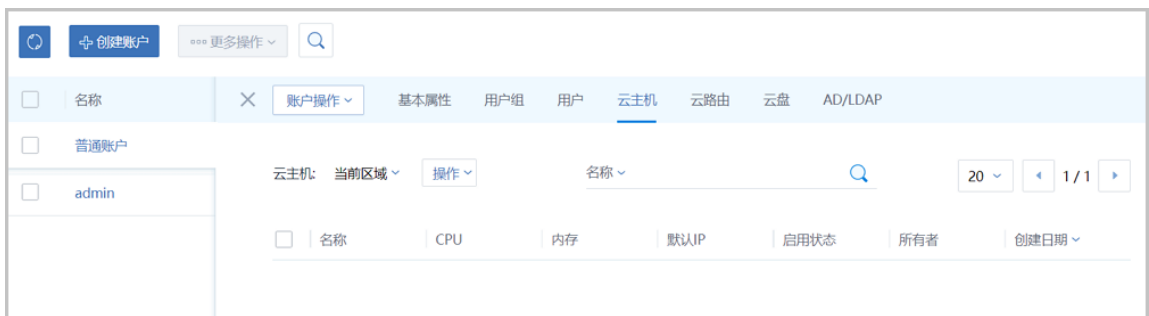 创建账户 更多操作
名称 账户操作 基本属性 用户组 用户 云主机 云路由 云盘 AD/LDAP
普通账户
云主机: 当前区域 操作 名称 20 1 / 1
admin
名称 CPU 内存 默认IP 启用状态 所有者 创建日期